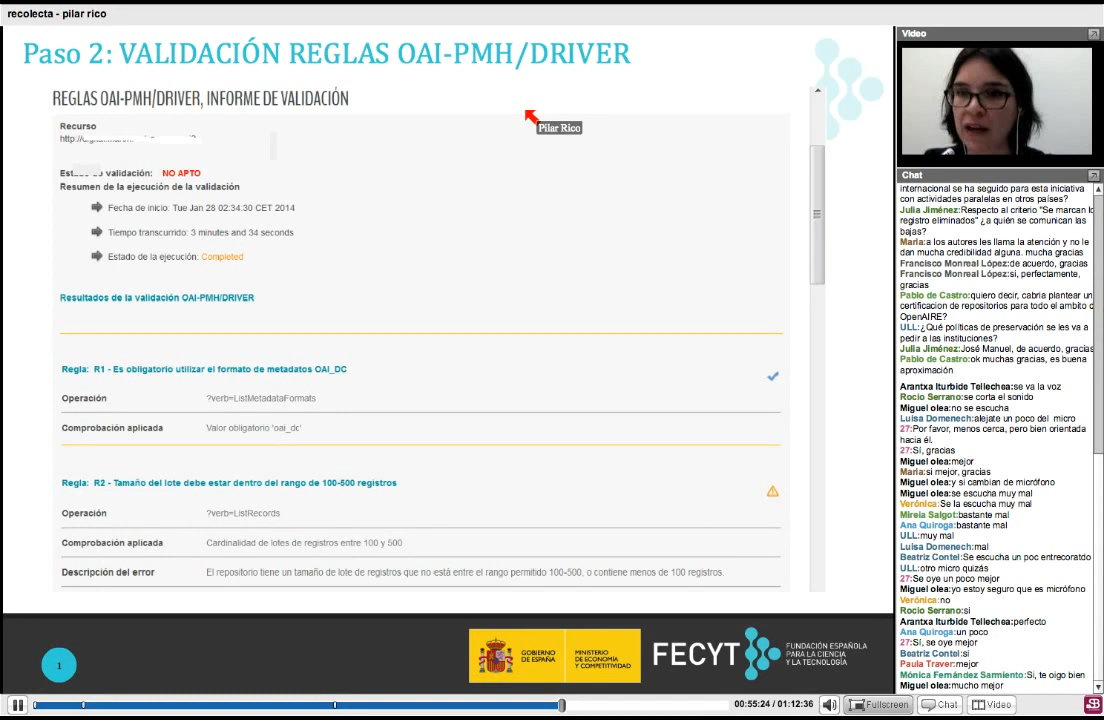 recolecta - pilar rico
Paso 2: VALIDACIÓN REGLAS OAI-PMH/DRIVER
REGLAS OAI-PMH/DRIVER, INFORME DE VALIDACIÓN
Pilar Rico
Recurso
validación: NO APTO
Resumen de la ejecución de la validación
Fecha de inicio: Tue Jan 28 02:34:30 CET 2014
Tiempo transcurrido: 3 minutes and 34 seconds
Estado de la ejecución: Completed
Resultados de la validación OAI-PMH/DRIVER
Regla: R1 - Es obligatorio utilizar el formato de metadatos OAI_DC
Operación ?verb=ListMetadataFormats
Comprobación aplicada Valor obligatorio 'oai_dc'
Regla: R2 - Tamaño del lote debe estar dentro del rango de 100-500 registros
Operación ?verb=ListRecords
Comprobación aplicada Cardinalidad de lotes de registros entre 100 y 500
Descripción del error El repositorio tiene un tamaño de lote de registros que no está entre el rango permitido 100-500, o contiene menos de 100 registros.
1
GOBIERNO DE ESPAÑA
MINISTERIO DE ECONOMÍA Y COMPETITIVIDAD
FECYT
FUNDACIÓN ESPAÑOLA
PARA LA CIENCIA
Y LA TECNOLOGÍA
Video
Chat
internacional se ha seguido para esta iniciativa
con actividades paralelas en otros países?
Julia Jiménez:Respecto al criterio "Se marcan lo
registro eliminados" ¿a quién se comunican las
bajas?
Marla:a los autores les llama la atención y no le
dan mucha credibilidad alguna. mucha gracias
Francisco Monreal López:de acuerdo, gracias
Francisco Monreal López:si, perfectamente,
gracias
Pablo de Castro:quiero decir, cabria plantear un
certificacion de repositorios para todo el ambito d
OpenAIRE?
ULL:¿Qué políticas de preservación se les va a
pedir a las instituciones?
Julia Jiménez:José Manuel, de acuerdo, gracias
Pablo de Castro:ok muchas gracias, es buena
aproximación
Arantxa Iturbide Tellechea:se va la voz
Rocio Serrano:se corta el sonido
Miguel olea:no se escucha
Luisa Domenech:alejate un poco del micro
27:Por favor, menos cerca, pero bien orientada
hacia él.
27:Sí, gracias
Miguel olea:mejor
Marla:si mejor, gracias
Miguel olea:y si cambian de micrófono
Miguel olea:se escucha muy mal
Verónica:Se la escucha muy mal
Mireia Salgot:bastante mal
Ana Quiroga:bastante mal
ULL:muy mal
Luisa Domenech:mal
Beatriz Contel:Se escucha un poc entrecoratdo
ULL:otro micro quizás
27:Se oye un poco mejor
Miguel olea:yo estoy seguro que es micrófono
Verónica:no
Rocio Serrano:si
Arantxa Iturbide Tellechea:perfecto
Ana Quiroga:un poco
27:Sí, se oye mejor
Beatriz Contel:si
Paula Traver:mejor
Mónica Fernández Sarmiento:Si, te oigo bien
Miguel olea:mucho mejor
00:55:24 / 01:12:36
Fullscreen
Chat
Video